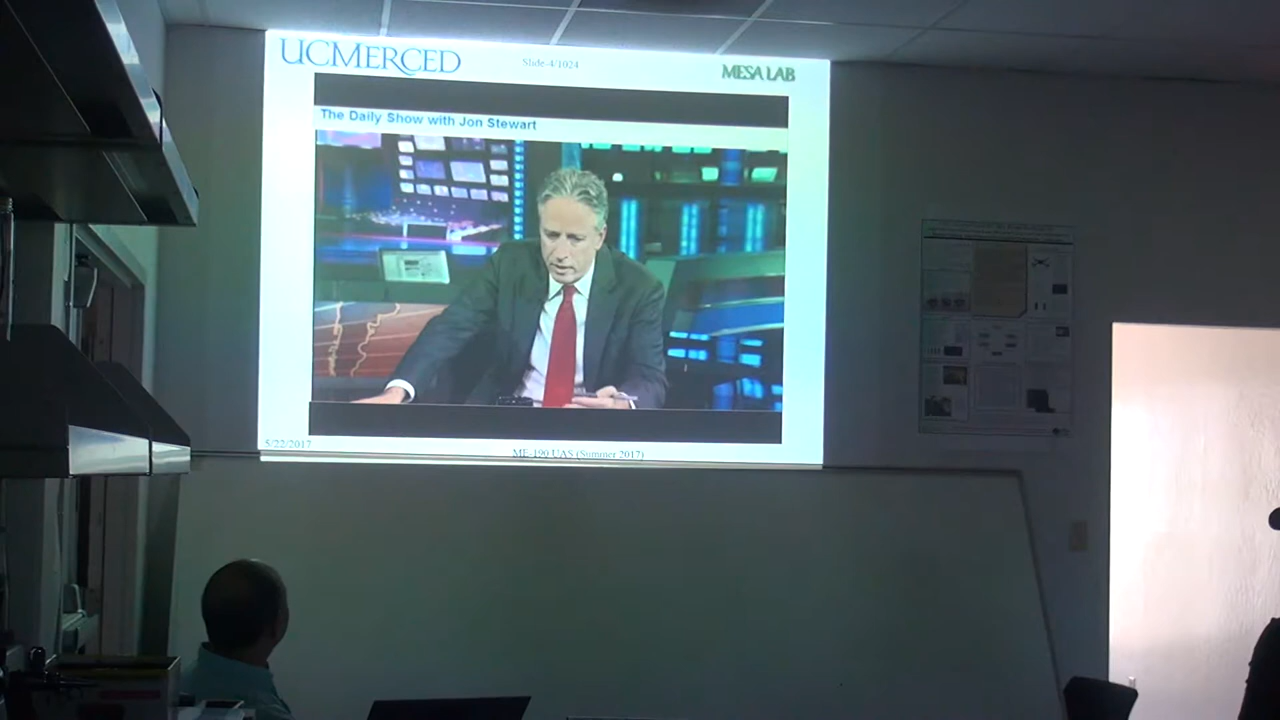 UCMERCED
Slide-4/1024
MESA LAB
The Daily Show with Jon Stewart
5/22/2017
ME-190 UAS (Summer 2017)